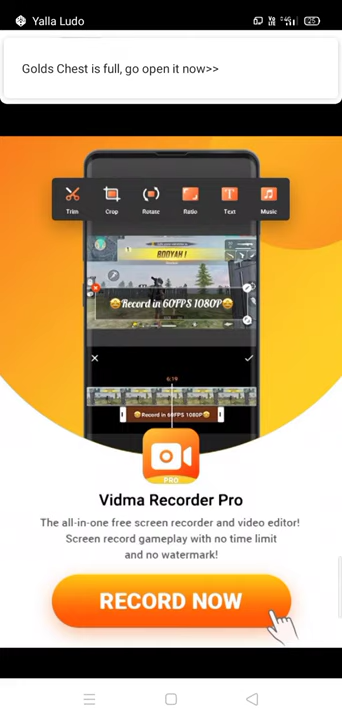 Yalla Ludo
25
Golds Chest is full, go open it now>>
Trim
Crop
Rotate
Ratio
Text
Music
BOOYAH !
Record in 60FPS 1080P
Record in 60FPS 1080P
PRO
Vidma Recorder Pro
The all-in-one free screen recorder and video editor!
Screen record gameplay with no time limit
and no watermark!
RECORD NOW